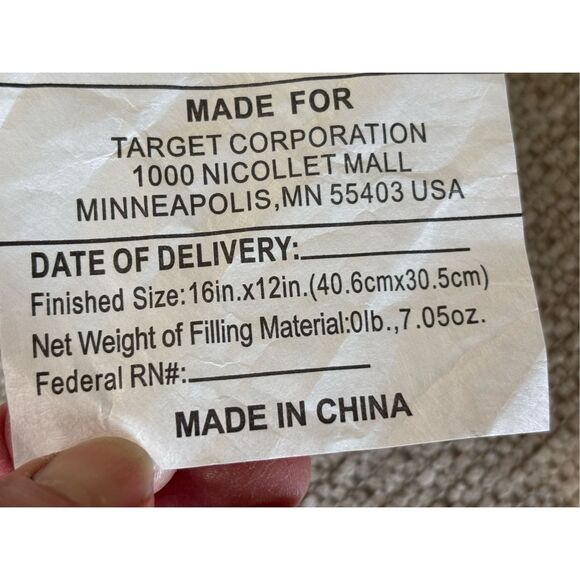 MADE FOR
TARGET CORPORATION
1000 NICOLLET MALL
MINNEAPOLIS,MN 55403 USA
DATE OF DELIVERY:
Finished Size:16in.x12in.(40.6cmx30.5cm)
Net Weight of Filling Material:0lb.,7.05oz.
Federal RN#:
MADE IN CHINA